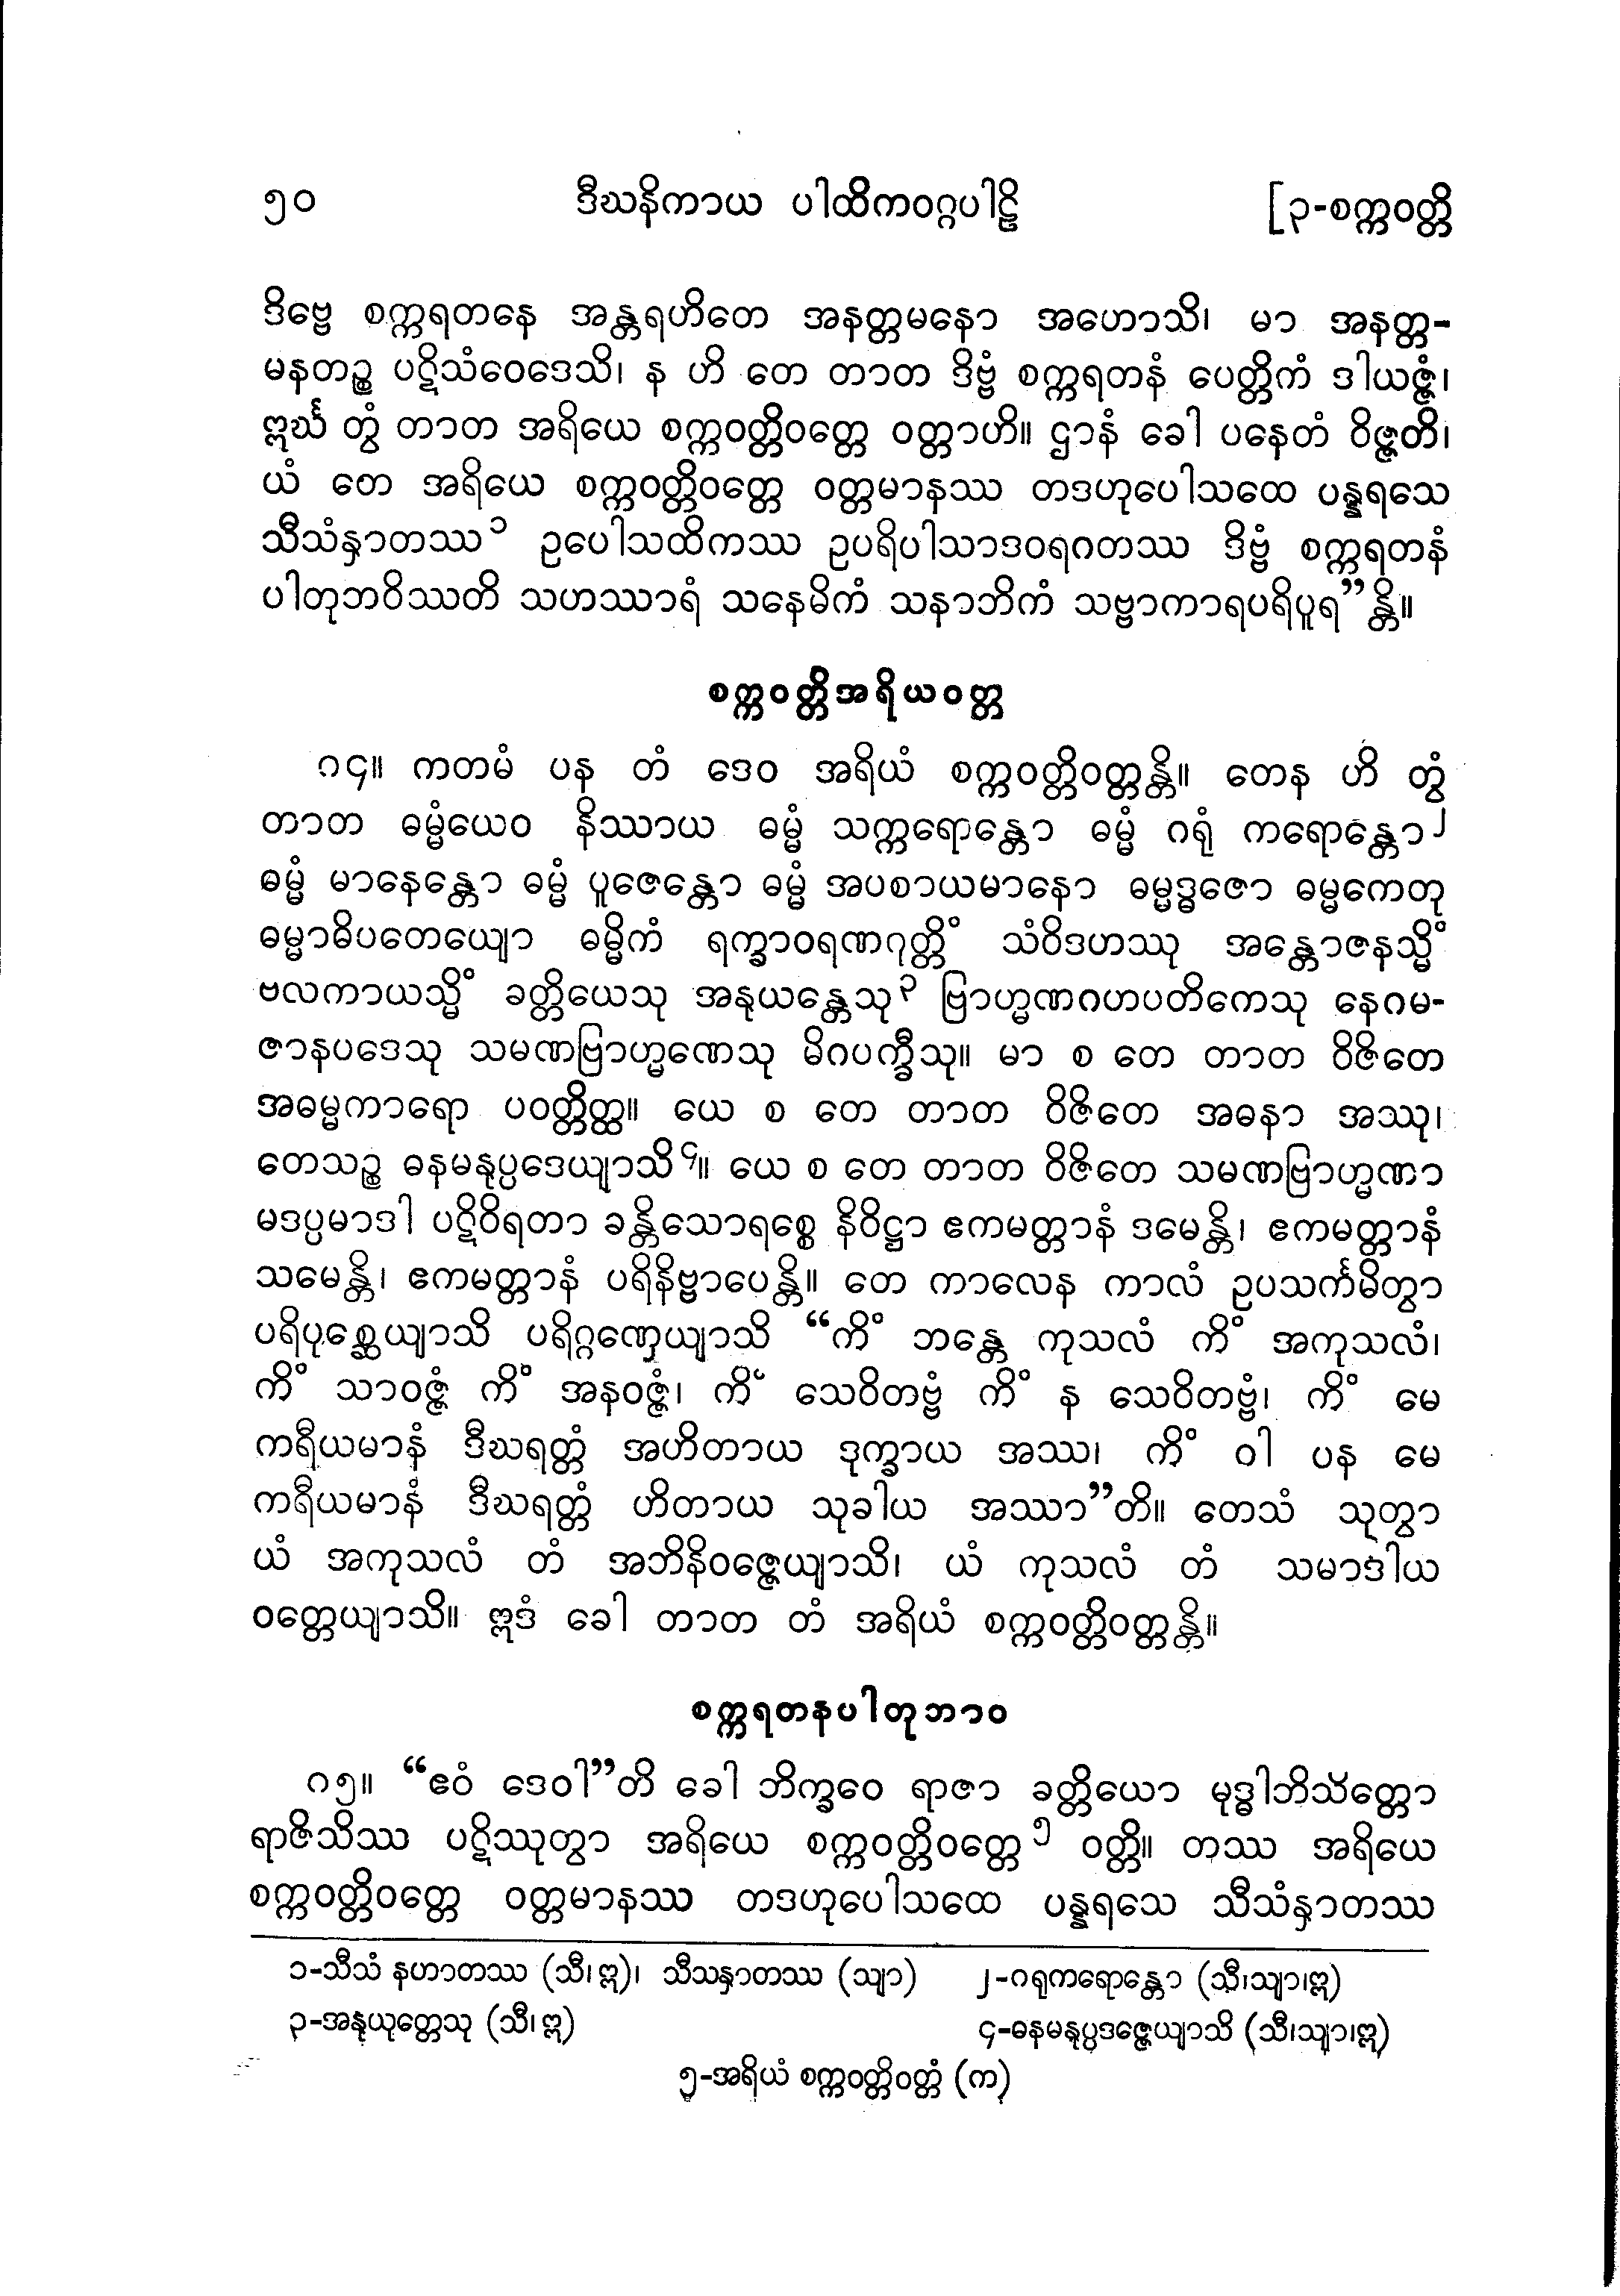 ၅၀ ဒီဃနိကာယ ပါထိကဝဂ္ဂပါဠိ [၃-စက္ကဝတ္တိ
ဒိဗ္ဗေ စက္ကရတနေ အန္တရဟိတေ အနတ္တမနော အဟောသိ၊ မာ အနတ္တ-
မနတဉ္စ ပဋိသံဝေဒေသိ၊ န ဟိ တေ တာတ ဒိဗ္ဗံ စက္ကရတနံ ပေတ္တိကံ ဒါယဇ္ဇံ၊
ဣင်္ဃ တွံ တာတ အရိယေ စက္ကဝတ္တိဝတ္တေ ဝတ္တာဟိ။ ဌာနံ ခေါ ပနေတံ ဝိဇ္ဇတိ၊
ယံ တေ အရိယေ စက္ကဝတ္တိဝတ္တေ ဝတ္တမာနဿ တဒဟုပေါသထေ ပန္နရသေ
သီသံနှာတဿ၁ ဥပေါသထိကဿ ဥပရိပါသာဒဝရဂတဿ ဒိဗ္ဗံ စက္ကရတနံ
ပါတုဘဝိဿတိ သဟဿာရံ သနေမိကံ သနာဘိကံ သဗ္ဗာကာရပရိပူရ”န္တိ။
စက္ကဝတ္တိအရိယဝတ္တ
၈၄။ ကတမံ ပန တံ ဒေဝ အရိယံ စက္ကဝတ္တိဝတ္တန္တိ။ တေန ဟိ တွံ
တာတ ဓမ္မံယေဝ နိဿာယ ဓမ္မံ သက္ကရောန္တော ဓမ္မံ ဂရုံ ကရောန္တော၂
ဓမ္မံ မာနေန္တော ဓမ္မံ ပူဇေန္တော ဓမ္မံ အပစာယမာနော ဓမ္မဒ္ဓဇော ဓမ္မကေတု
ဓမ္မာဓိပတေယျော ဓမ္မိကံ ရက္ခာဝရဏဂုတ္တိံ သံဝိဒဟဿု အန္တောဇနသ္မိံ
ဗလကာယသ္မိံ ခတ္တိယေသု အနုယန္တေသု၃ ဗြာဟ္မဏဂဟပတိကေသု နေဂမ-
ဇာနပဒေသု သမဏဗြာဟ္မဏေသု မိဂပက္ခီသု။ မာ စ တေ တာတ ဝိဇိတေ
အဓမ္မကာရော ပဝတ္တိတ္ထ။ ယေ စ တေ တာတ ဝိဇိတေ အဓနာ အဿု၊
တေသဉ္စ ဓနမနုပ္ပဒေယျာသိ၄။ ယေ စ တေ တာတ ဝိဇိတေ သမဏဗြာဟ္မဏာ
မဒပ္ပမာဒါ ပဋိဝိရတာ ခန္တိသောရစ္စေ နိဝိဋ္ဌာ ဧကမတ္တာနံ ဒမေန္တိ၊ ဧကမတ္တာနံ
သမေန္တိ၊ ဧကမတ္တာနံ ပရိနိဗ္ဗာပေန္တိ။ တေ ကာလေန ကာလံ ဥပသင်္ကမိတွာ
ပရိပုစ္ဆေယျာသိ ပရိဂ္ဂဏှေယျာသိ “ကိံ ဘန္တေ ကုသလံ ကိံ အကုသလံ၊
ကိံ သာဝဇ္ဇံ ကိံ အနဝဇ္ဇံ၊ ကိံ သေဝိတဗ္ဗံ ကိံ န သေဝိတဗ္ဗံ၊ ကိံ မေ
ကရီယမာနံ ဒီဃရတ္တံ အဟိတာယ ဒုက္ခာယ အဿ၊ ကိံ ဝါ ပန မေ
ကရီယမာနံ ဒီဃရတ္တံ ဟိတာယ သုခါယ အဿာ”တိ။ တေသံ သုတွာ
ယံ အကုသလံ တံ အဘိနိဝဇ္ဇေယျာသိ၊ ယံ ကုသလံ တံ သမာဒါယ
ဝတ္တေယျာသိ။ ဣဒံ ခေါ တာတ တံ အရိယံ စက္ကဝတ္တိဝတ္တန္တိ။
စက္ကရတနပါတုဘာဝ
၈၅။ “ဧဝံ ဒေဝါ”တိ ခေါ ဘိက္ခဝေ ရာဇာ ခတ္တိယော မုဒ္ဓါဘိသိတ္တော
ရာဇိသိဿ ပဋိဿုတွာ အရိယေ စက္ကဝတ္တိဝတ္တေ၅ ဝတ္တိ။ တဿ အရိယေ
စက္ကဝတ္တိဝတ္တေ ဝတ္တမာနဿ တဒဟုပေါသထေ ပန္နရသေ သီသံနှာတဿ
၁-သီသံ နဟာတဿ (သီ၊ဣ)၊ သီသနှာတဿ (သျာ) ၂-ဂရုကရောန္တော (သီ၊သျာ၊ဣ)
၃-အနုယုတ္တေသု (သီ၊ဣ) ၄-ဓနမနုပ္ပဒဇ္ဇေယျာသိ (သီ၊သျာ၊ဣ)
၅-အရိယံ စက္ကဝတ္တိဝတ္တံ (က)